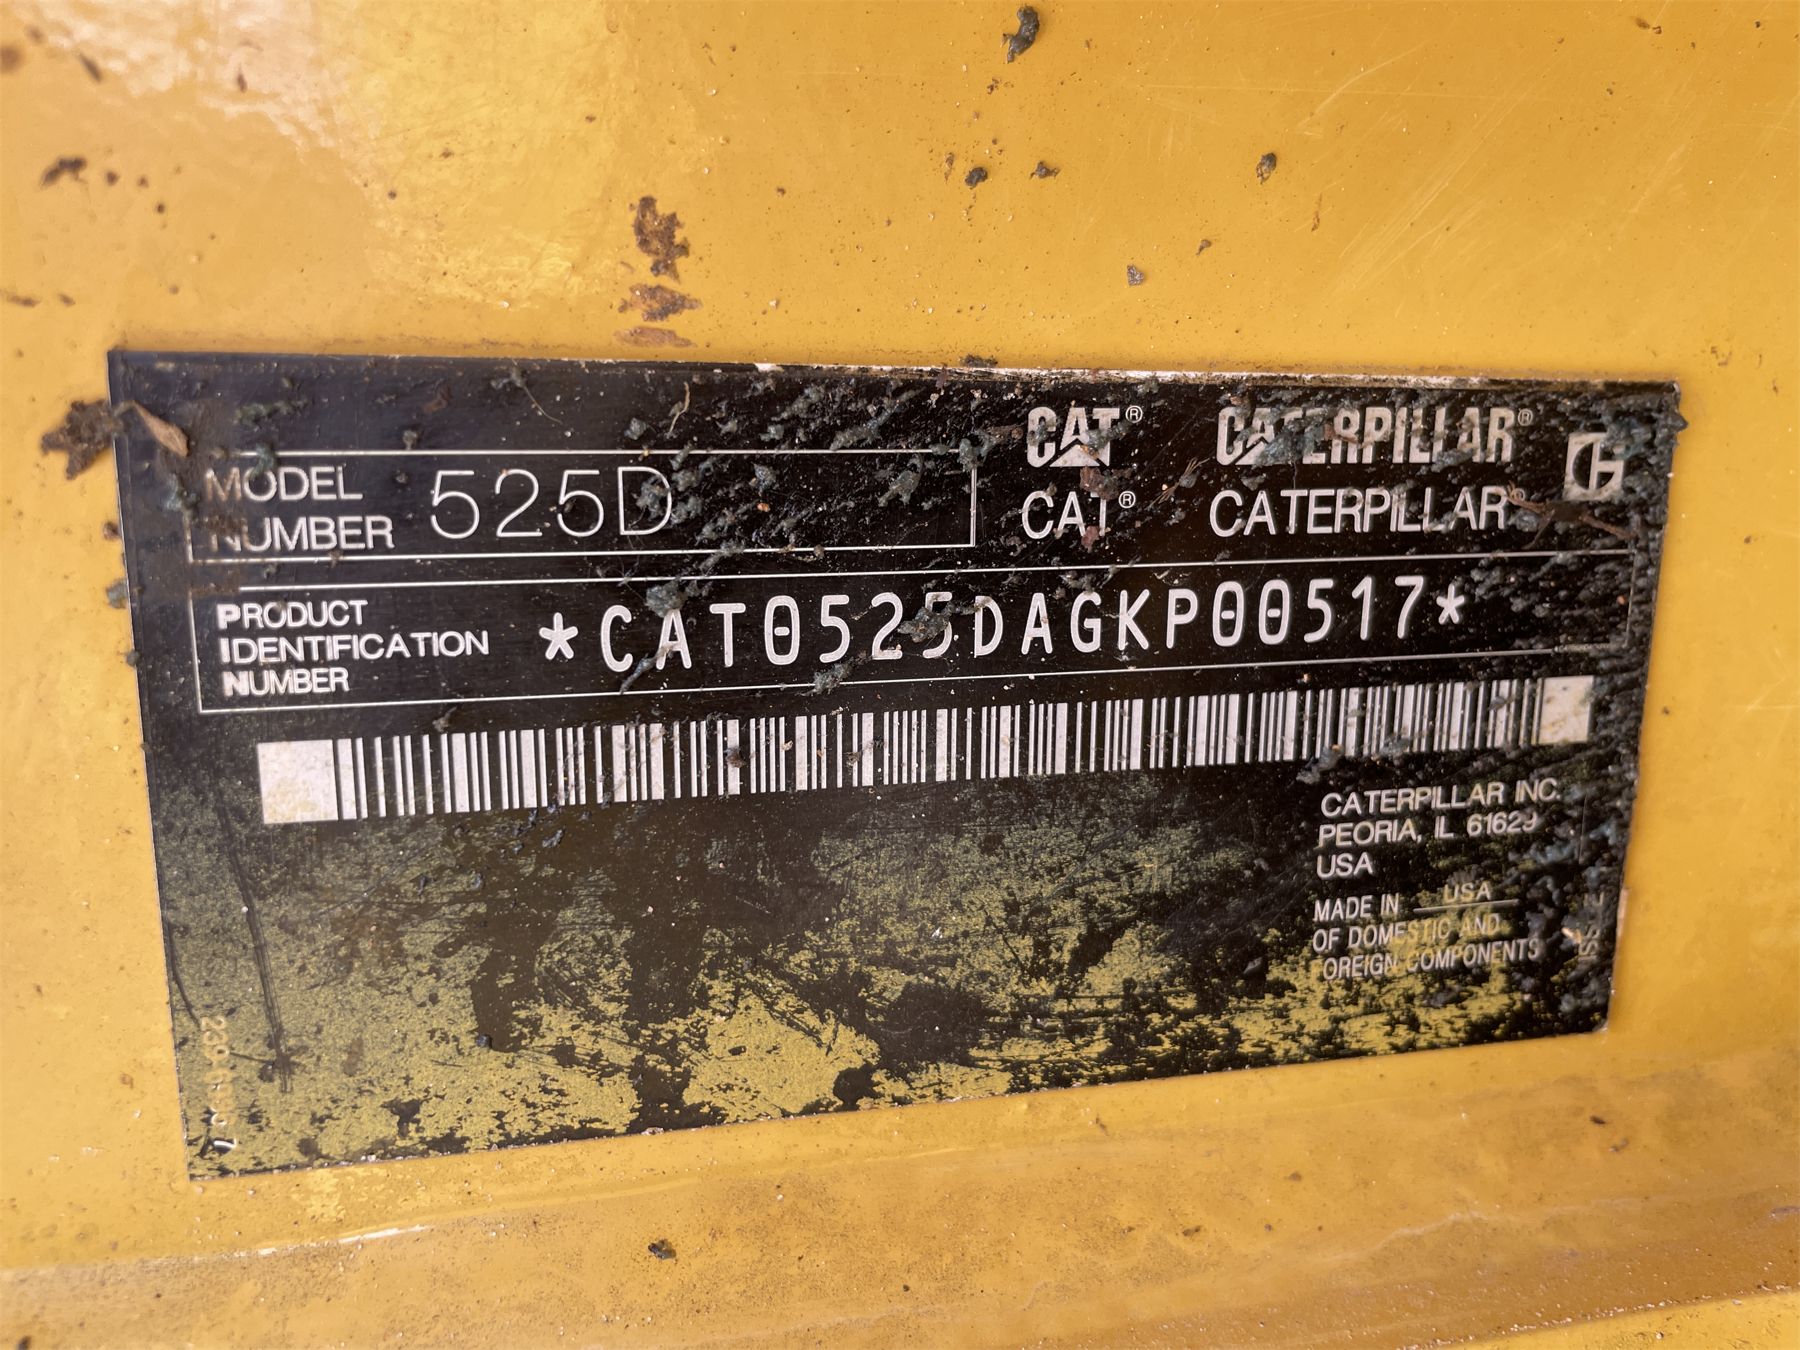 CAT® CATERPILLAR®
MODEL NUMBER 525D
CAT® CATERPILLAR®
PRODUCT IDENTIFICATION NUMBER *CAT0525DAGKP00517*
CATERPILLAR INC.
PEORIA, IL 61629
USA
MADE IN USA
OF DOMESTIC AND
FOREIGN COMPONENTS